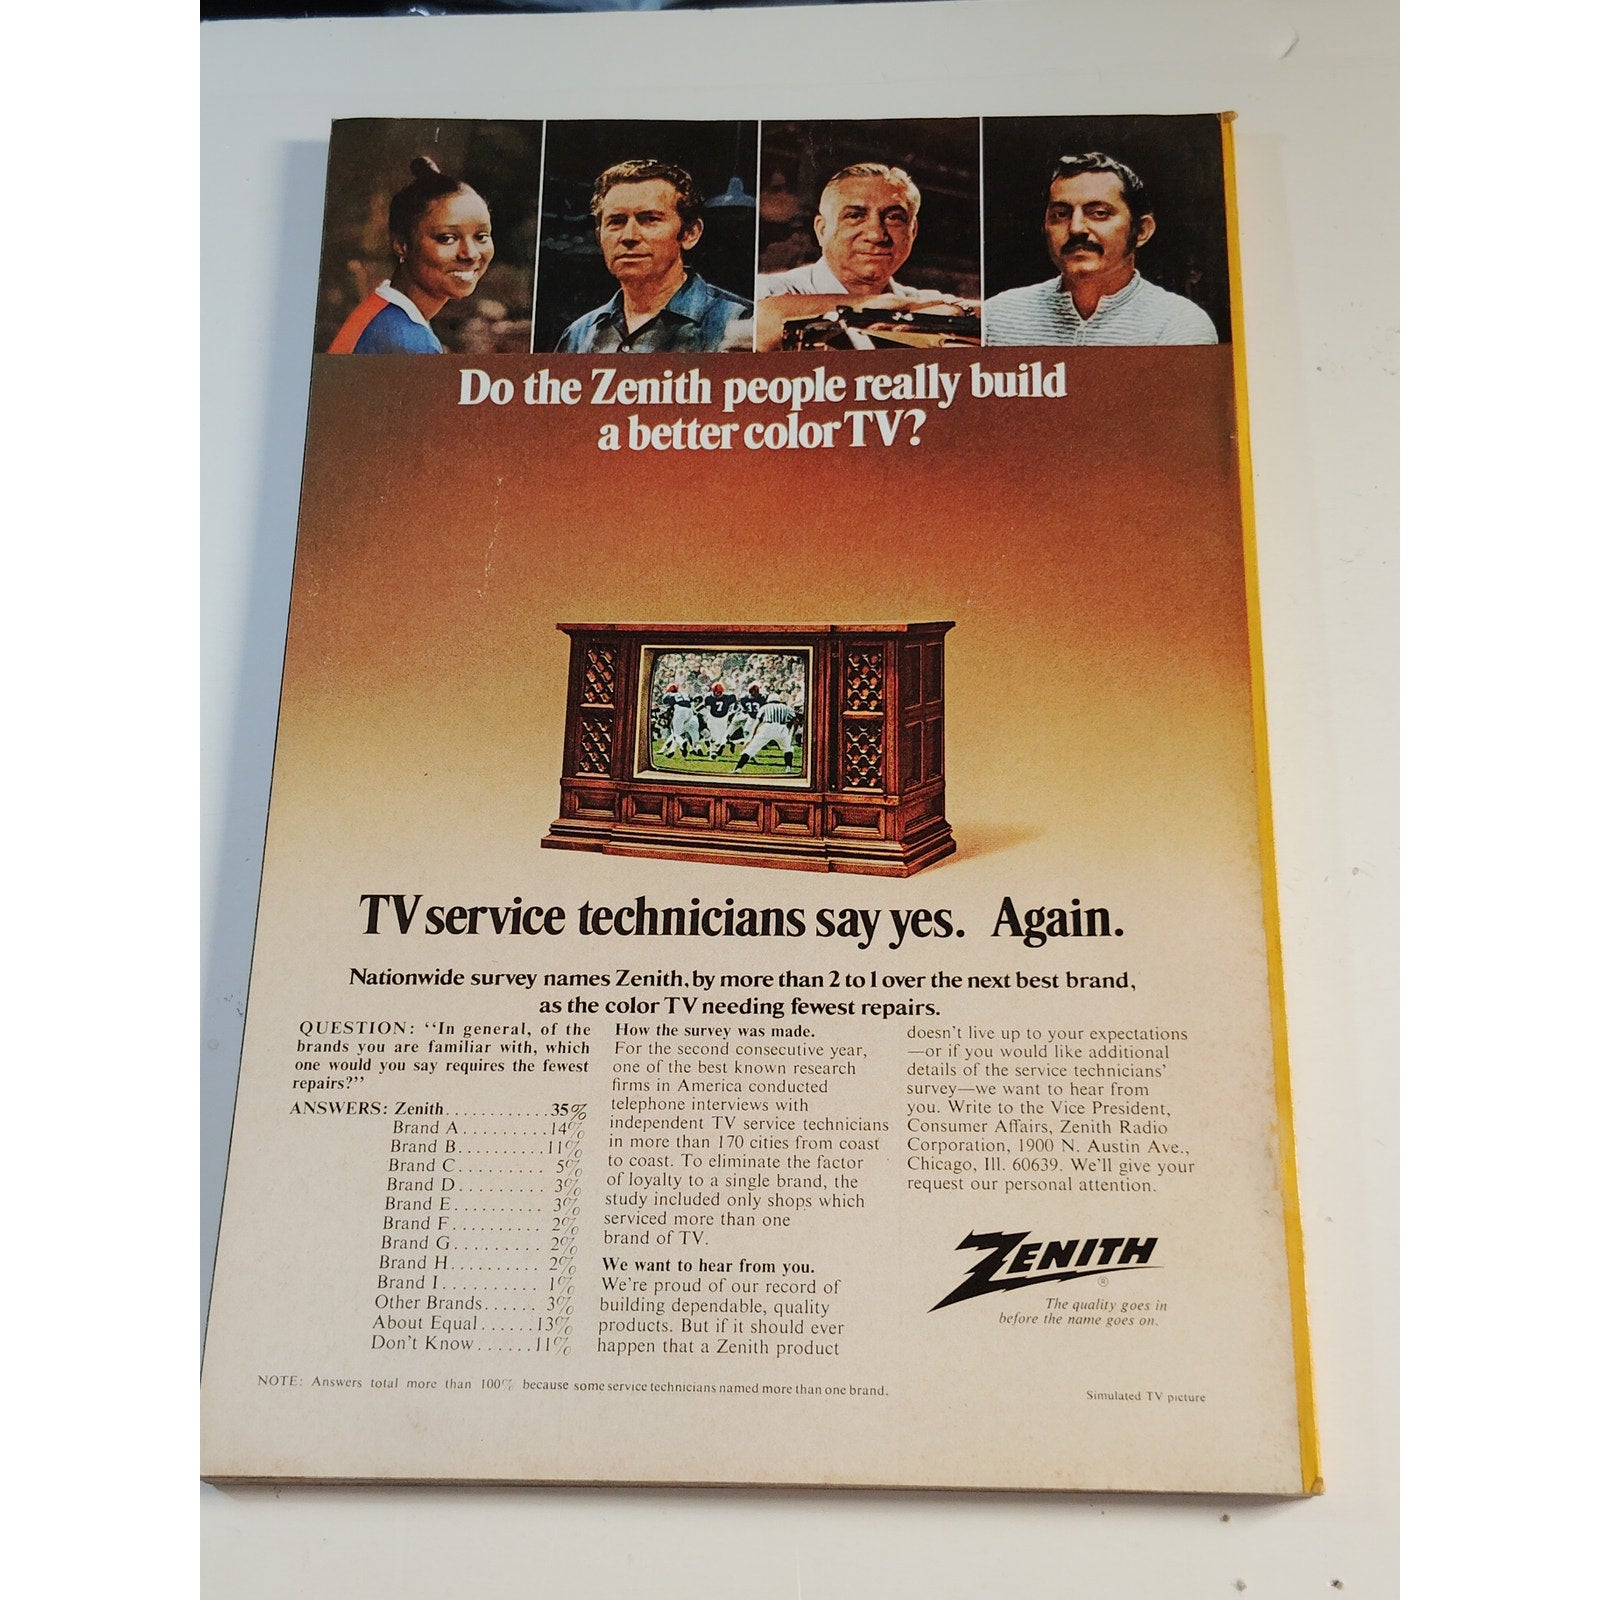 Do the Zenith people really build
a better color TV?
7
33
TV service technicians say yes. Again.
Nationwide survey names Zenith, by more than 2 to 1 over the next best brand,
as the color TV needing fewest repairs.
QUESTION: “In general, of the
brands you are familiar with, which
one would you say requires the fewest
repairs?”
ANSWERS: Zenith............35%
Brand A.........14%
Brand B.........11%
Brand C......... 5%
Brand D......... 3%
Brand E.......... 3%
Brand F.......... 2%
Brand G......... 2%
Brand H.......... 2%
Brand I........... 1%
Other Brands...... 3%
About Equal......13%
Don't Know......11%
How the survey was made.
For the second consecutive year,
one of the best known research
firms in America conducted
telephone interviews with
independent TV service technicians
in more than 170 cities from coast
to coast. To eliminate the factor
of loyalty to a single brand, the
study included only shops which
serviced more than one
brand of TV.
We want to hear from you.
We're proud of our record of
building dependable, quality
products. But if it should ever
happen that a Zenith product
doesn't live up to your expectations
—or if you would like additional
details of the service technicians'
survey—we want to hear from
you. Write to the Vice President,
Consumer Affairs, Zenith Radio
Corporation, 1900 N. Austin Ave.,
Chicago, Ill. 60639. We'll give your
request our personal attention.
ZENITH
®
The quality goes in
before the name goes on.
NOTE: Answers total more than 100% because some service technicians named more than one brand.
Simulated TV picture